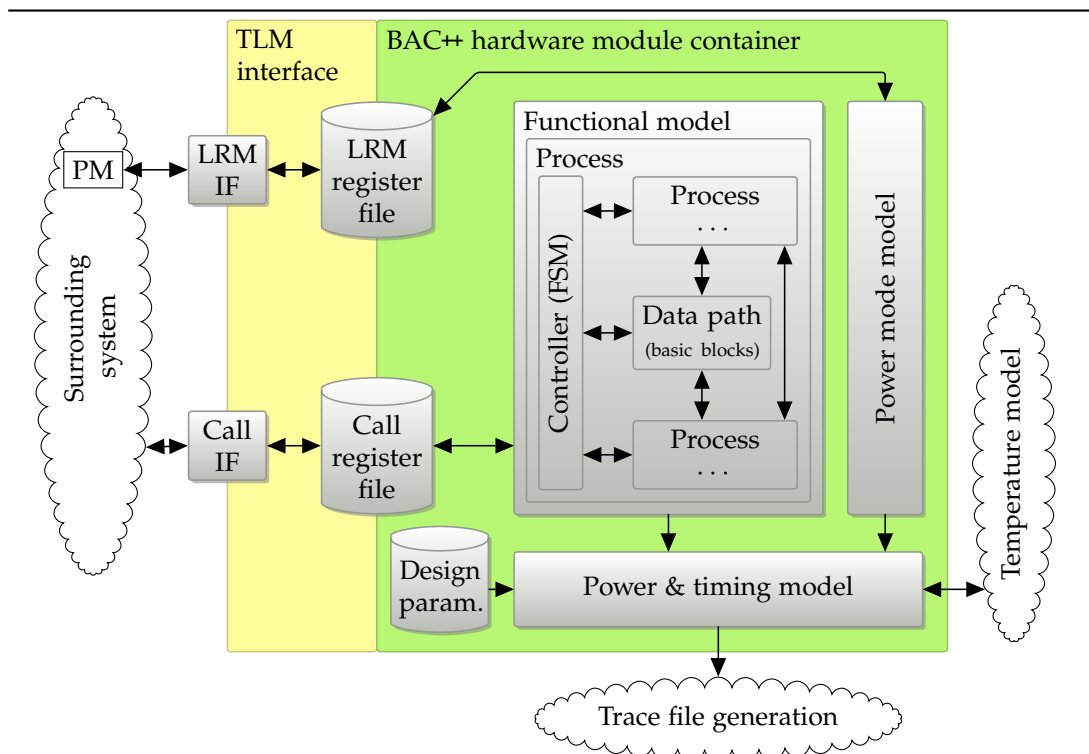 TLM
interface
BAC++ hardware module container
PM
LRM
IF
LRM
register
file
Functional model
Process
Controller (FSM)
Process
. . .
Data path
(basic blocks)
Process
. . .
Power mode model
Surrounding
system
Call
IF
Call
register
file
Temperature model
Design
param.
Power & timing model
Trace file generation